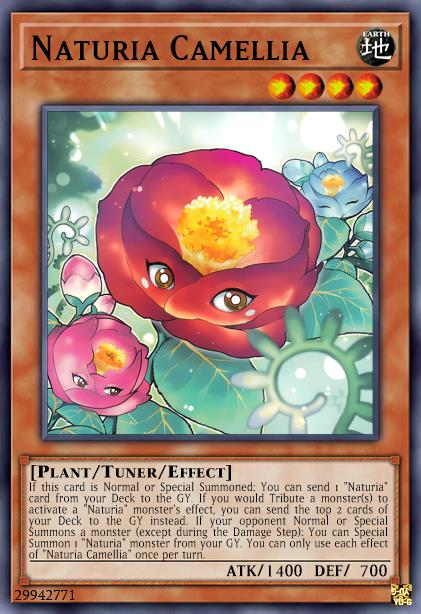 NATURIA CAMELLIA
EARTH
地
[PLANT/TUNER/EFFECT]
If this card is Normal or Special Summoned: You can send 1 "Naturia"
card from your Deck to the GY. If you would Tribute a monster(s) to
activate a "Naturia" monster's effect, you can send the top 2 cards
of your Deck to the GY instead. If your opponent Normal or Special
Summons a monster (except during the Damage Step): You can Special
Summon 1 "Naturia" monster from your GY. You can only use each effect
of "Naturia Camellia" once per turn.
ATK/1400 DEF/ 700
29942771